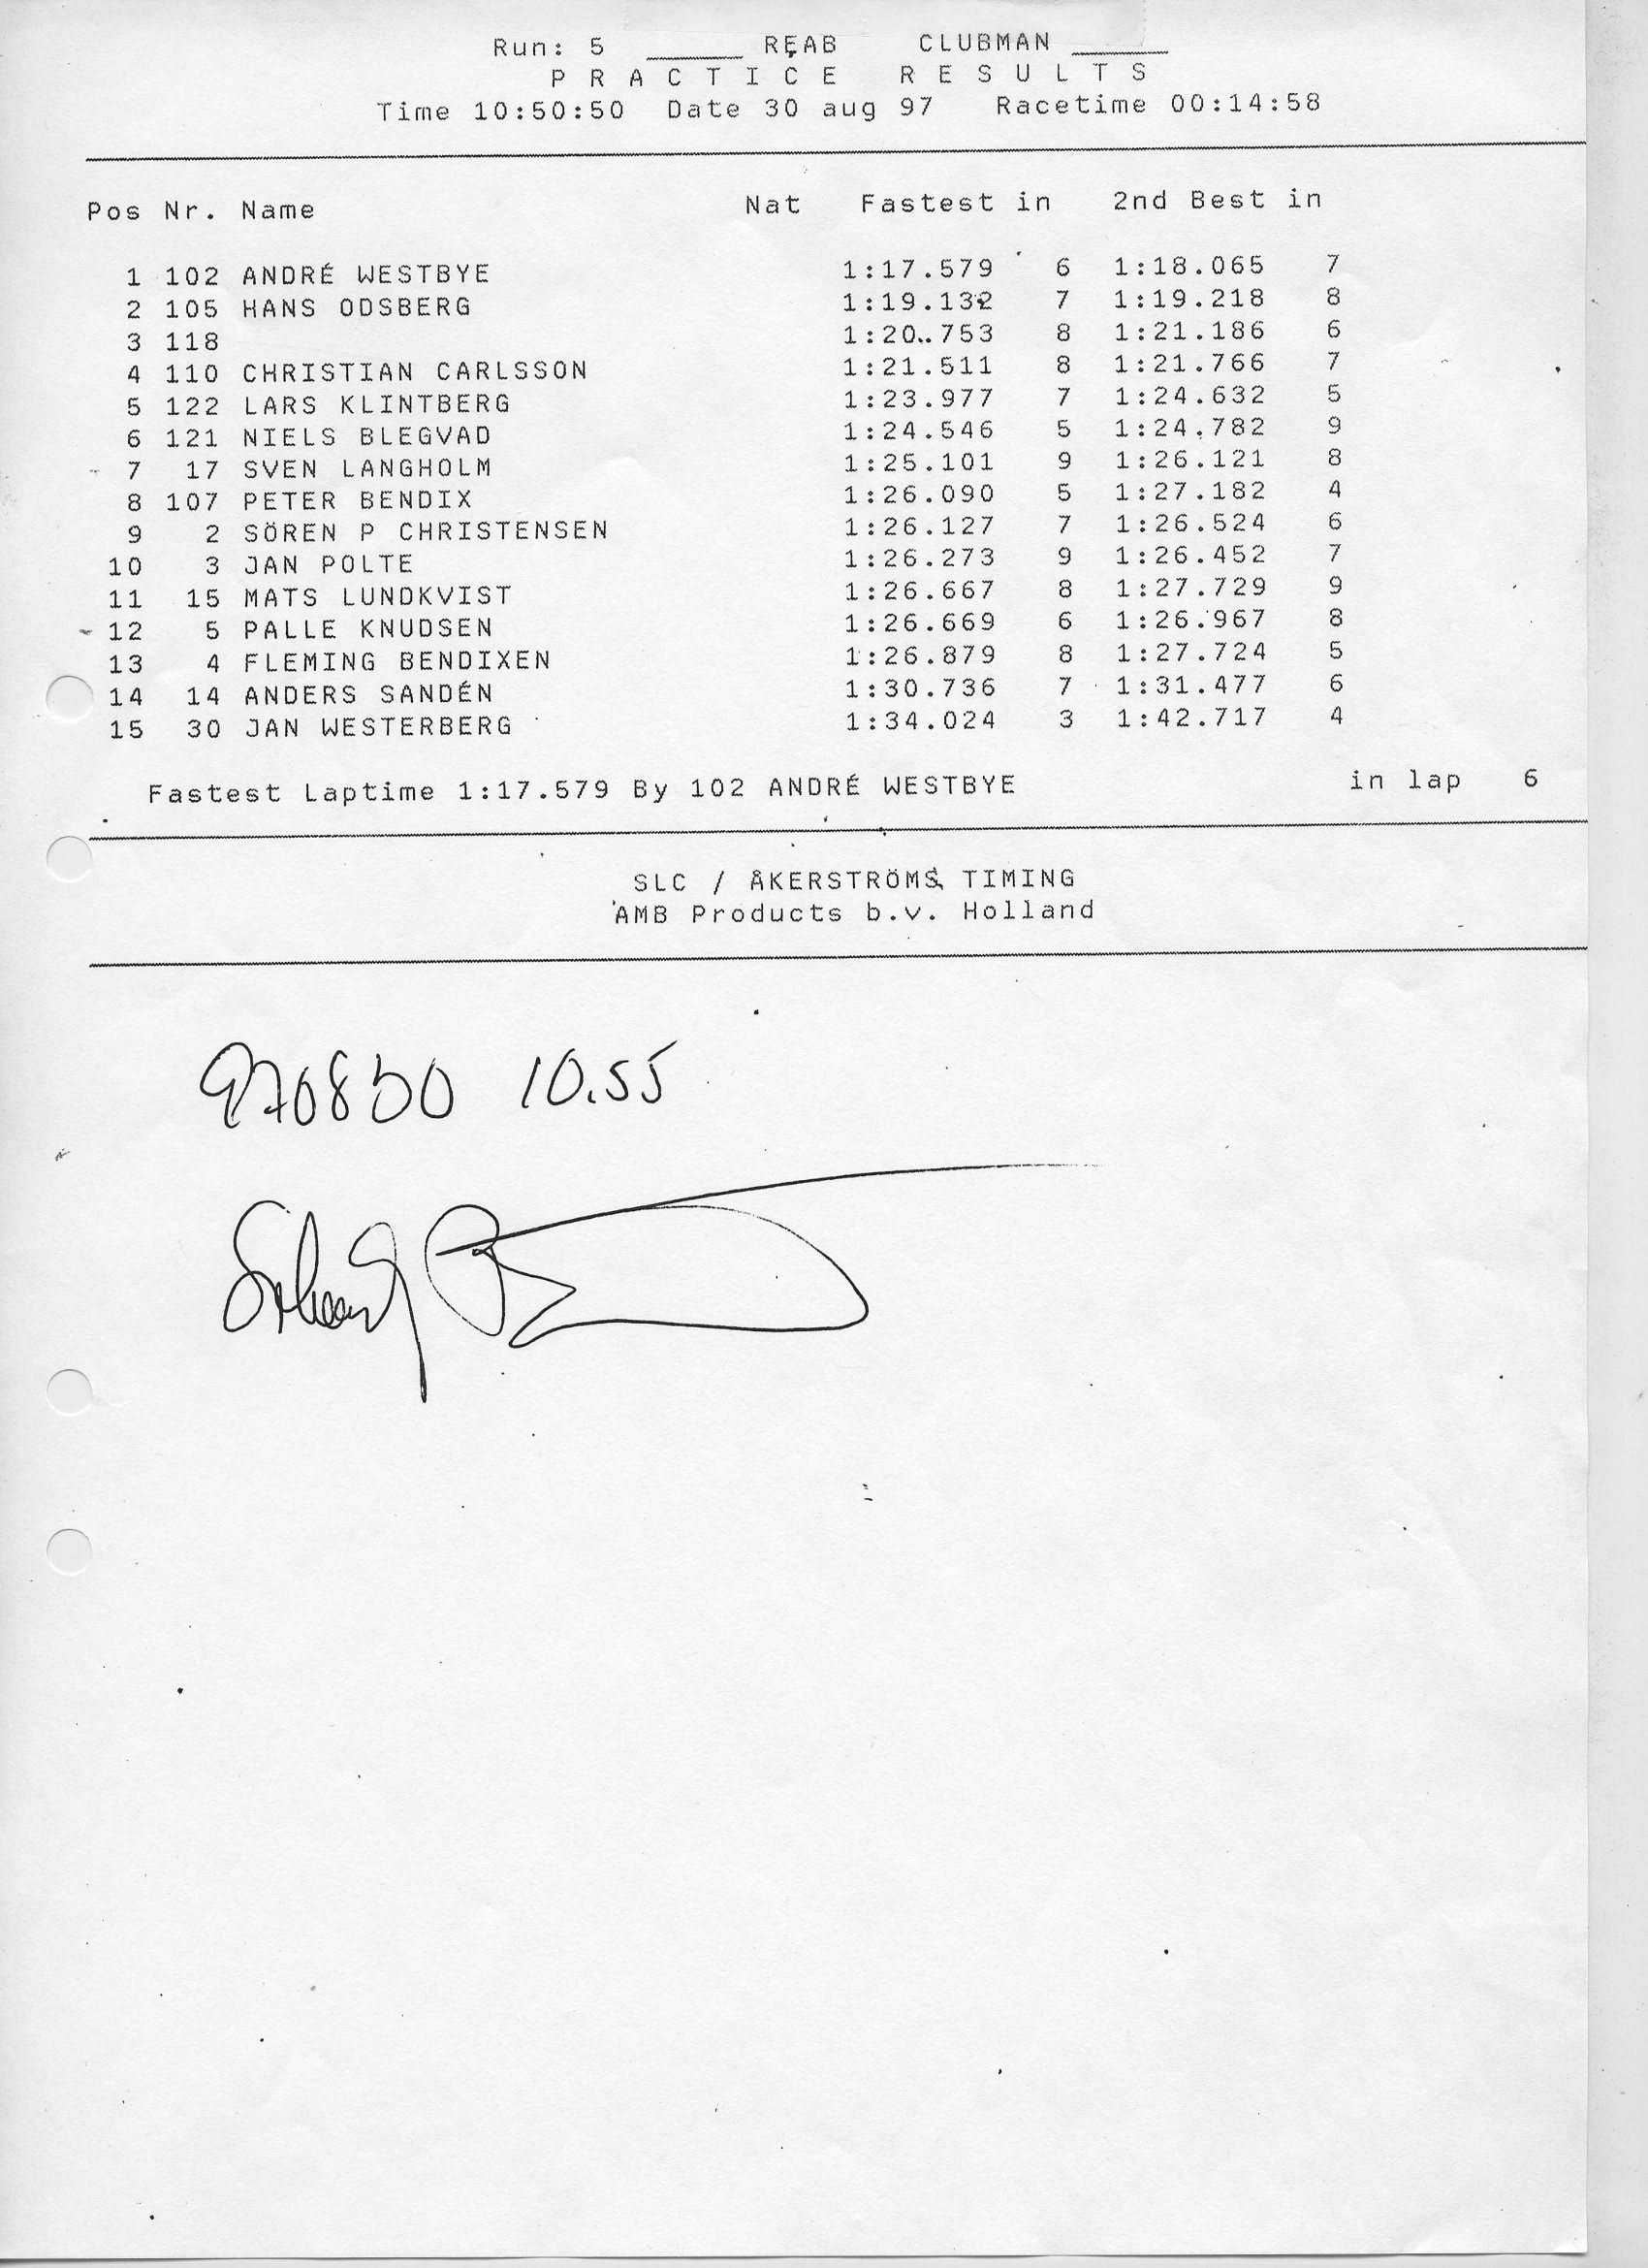 Run: 5 _____ REAB CLUBMAN _____
P R A C T I C E R E S U L T S
Time 10:50:50 Date 30 aug 97 Racetime 00:14:58
Pos Nr. Name Nat Fastest in 2nd Best in
1 102 ANDRÉ WESTBYE 1:17.579 6 1:18.065 7
2 105 HANS ODSBERG 1:19.132 7 1:19.218 8
3 118 1:20.753 8 1:21.186 6
4 110 CHRISTIAN CARLSSON 1:21.511 8 1:21.766 7
5 122 LARS KLINTBERG 1:23.977 7 1:24.632 5
6 121 NIELS BLEGVAD 1:24.546 5 1:24.782 9
7 17 SVEN LANGHOLM 1:25.101 9 1:26.121 8
8 107 PETER BENDIX 1:26.090 5 1:27.182 4
9 2 SÖREN P CHRISTENSEN 1:26.127 7 1:26.524 6
10 3 JAN POLTE 1:26.273 9 1:26.452 7
11 15 MATS LUNDKVIST 1:26.667 8 1:27.729 9
12 5 PALLE KNUDSEN 1:26.669 6 1:26.967 8
13 4 FLEMING BENDIXEN 1:26.879 8 1:27.724 5
14 14 ANDERS SANDÉN 1:30.736 7 1:31.477 6
15 30 JAN WESTERBERG 1:34.024 3 1:42.717 4
Fastest Laptime 1:17.579 By 102 ANDRÉ WESTBYE in lap 6
SLC / ÅKERSTRÖMS TIMING
AMB Products b.v. Holland
970830 10.55